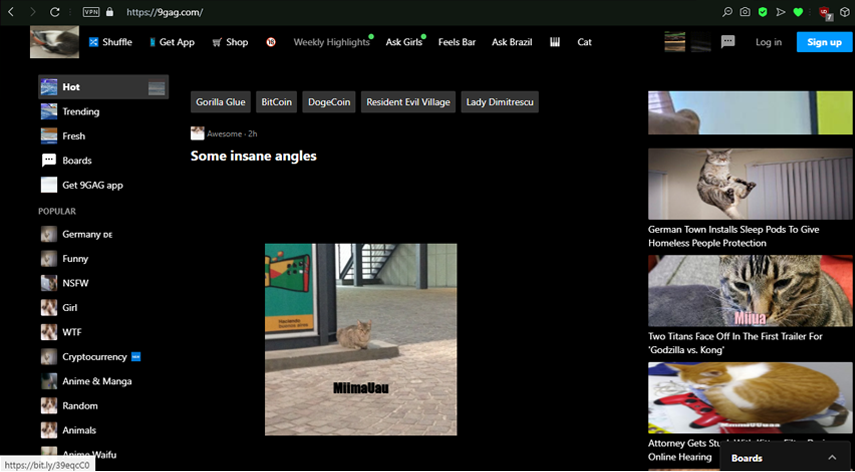 VPN
https://9gag.com/
7
Shuffle
Get App
Shop
18
Weekly Highlights
Ask Girls
Feels Bar
Ask Brazil
Cat
Log in
Sign up
Hot
Trending
Fresh
Boards
Get 9GAG app
POPULAR
Germany DE
Funny
NSFW
Girl
WTF
Cryptocurrency
Anime & Manga
Random
Animals
Anime Waifu
https://bit.ly/39eqcC0
Gorilla Glue
BitCoin
DogeCoin
Resident Evil Village
Lady Dimitrescu
Awesome · 2h
Some insane angles
MiimaUau
German Town Installs Sleep Pods To Give
Homeless People Protection
Miiua
Two Titans Face Off In The First Trailer For
'Godzilla vs. Kong'
Attorney Gets
Online Hearing
Boards